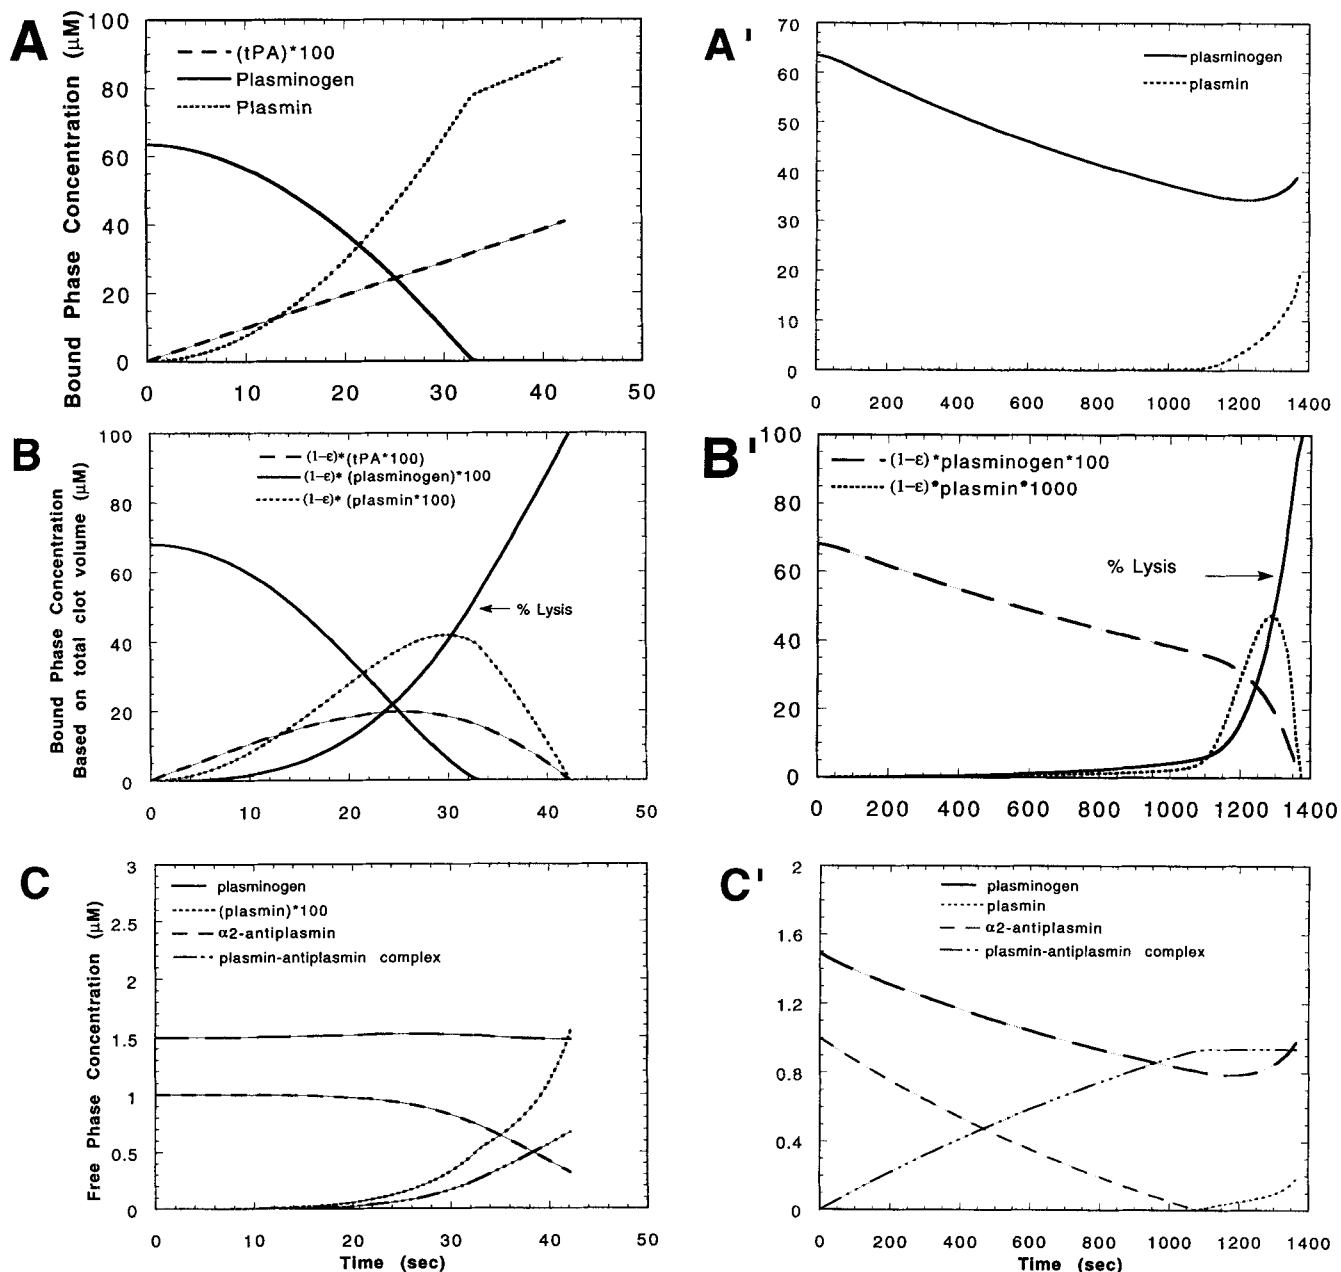 A
Bound Phase Concentration (μM)
100
80
60
40
20
0
(tPA)*100
Plasminogen
Plasmin
0 10 20 30 40 50
A'
70
60
50
40
30
20
10
0
plasminogen
plasmin
0 200 400 600 800 1000 1200 1400
B
Bound Phase Concentration
Based on total clot volume (μM)
100
80
60
40
20
0
(1-ε)*(tPA*100)
(1-ε)* (plasminogen)*100
(1-ε)* (plasmin*100)
% Lysis
0 10 20 30 40 50
B'
100
80
60
40
20
0
(1-ε)*plasminogen*100
(1-ε)*plasmin*1000
% Lysis
0 200 400 600 800 1000 1200 1400
C
Free Phase Concentration (μM)
3
2.5
2
1.5
1
0.5
0
plasminogen
(plasmin)*100
α2-antiplasmin
plasmin-antiplasmin complex
0 10 20 30 40 50
Time (sec)
C'
2
1.6
1.2
0.8
0.4
0
plasminogen
plasmin
α2-antiplasmin
plasmin-antiplasmin complex
0 200 400 600 800 1000 1200 1400
Time (sec)